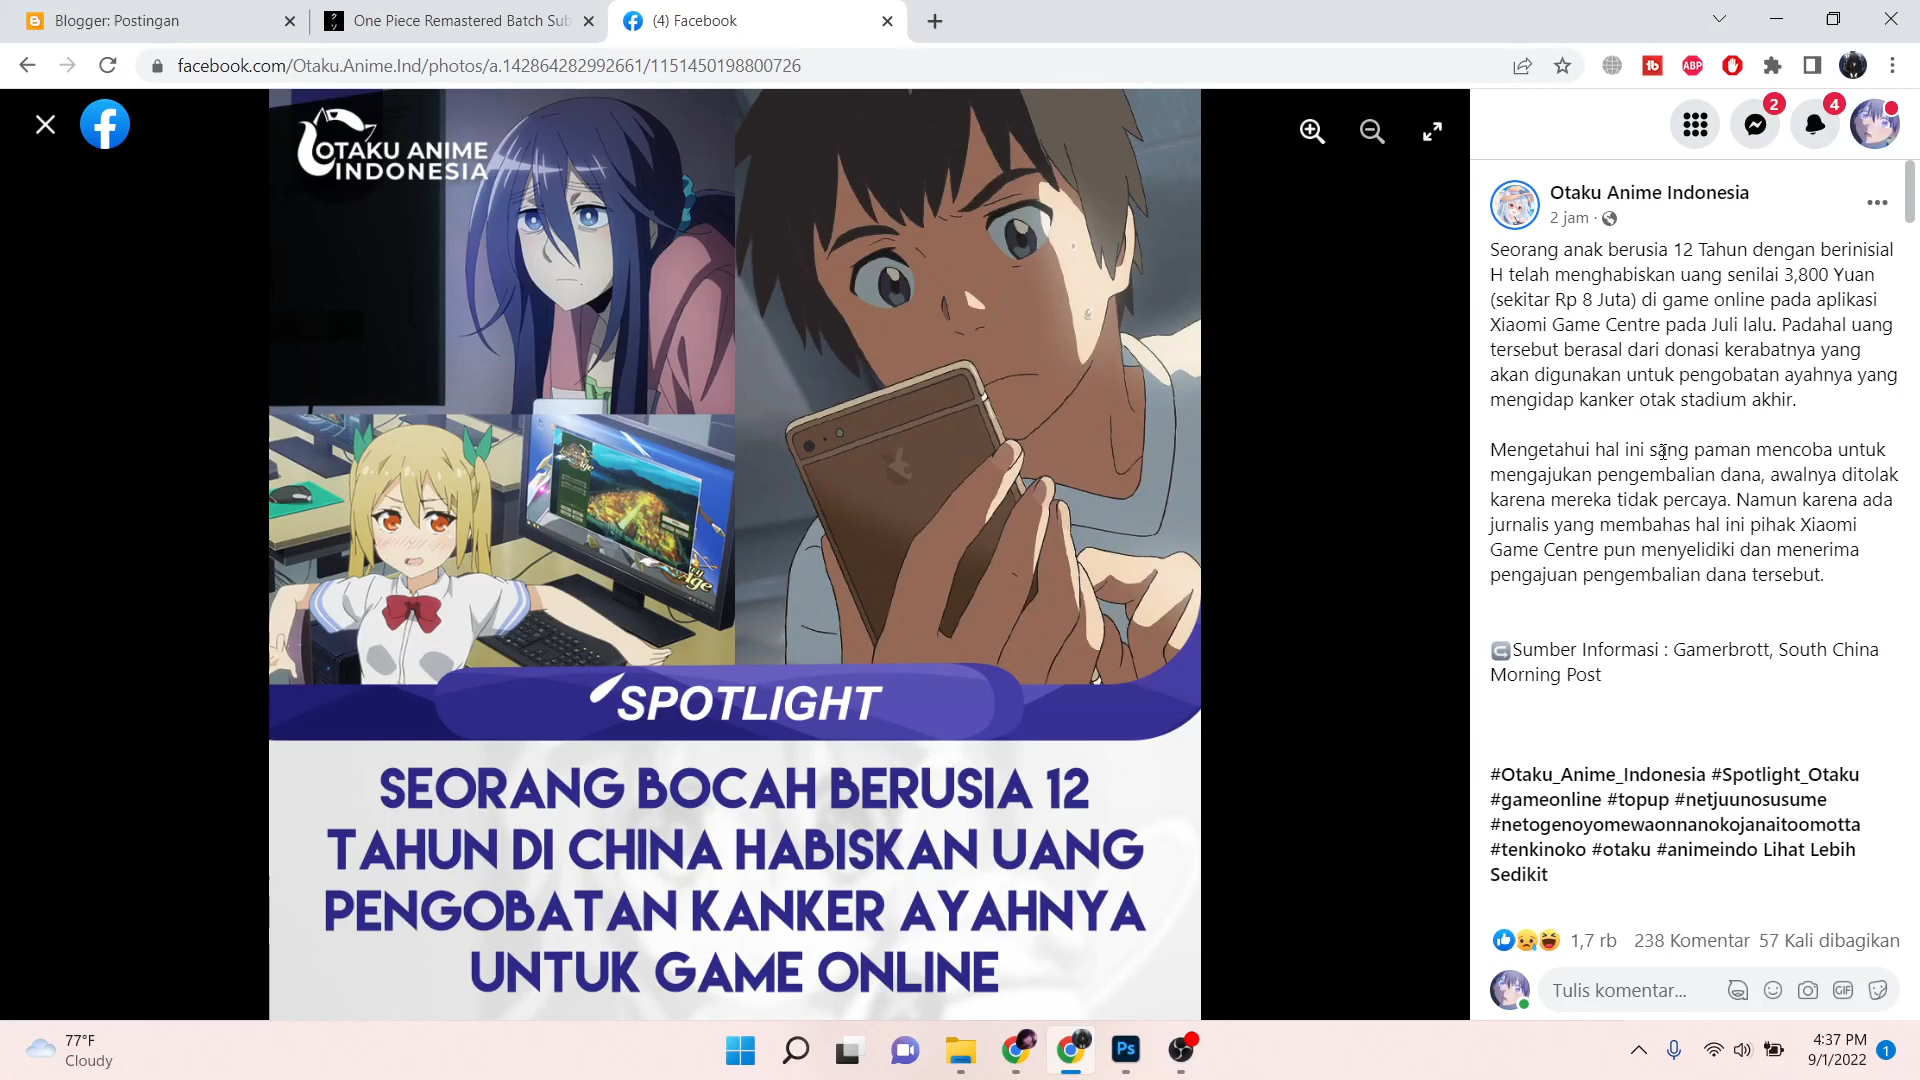 Blogger: Postingan
One Piece Remastered Batch Sub
(4) Facebook
facebook.com/Otaku.Anime.Ind/photos/a.142864282992661/1151450198800726
ABP
OTAKU ANIME
INDONESIA
SPOTLIGHT
SEORANG BOCAH BERUSIA 12
TAHUN DI CHINA HABISKAN UANG
PENGOBATAN KANKER AYAHNYA
UNTUK GAME ONLINE
2
4
Otaku Anime Indonesia
2 jam ·
Seorang anak berusia 12 Tahun dengan berinisial
H telah menghabiskan uang senilai 3,800 Yuan
(sekitar Rp 8 Juta) di game online pada aplikasi
Xiaomi Game Centre pada Juli lalu. Padahal uang
tersebut berasal dari donasi kerabatnya yang
akan digunakan untuk pengobatan ayahnya yang
mengidap kanker otak stadium akhir.
Mengetahui hal ini sang paman mencoba untuk
mengajukan pengembalian dana, awalnya ditolak
karena mereka tidak percaya. Namun karena ada
jurnalis yang membahas hal ini pihak Xiaomi
Game Centre pun menyelidiki dan menerima
pengajuan pengembalian dana tersebut.
Sumber Informasi : Gamerbrott, South China
Morning Post
#Otaku_Anime_Indonesia #Spotlight_Otaku
#gameonline #topup #netjuunosusume
#netogenoyomewaonnanokojanaitoomotta
#tenkinoko #otaku #animeindo Lihat Lebih
Sedikit
1,7 rb 238 Komentar 57 Kali dibagikan
Tulis komentar...
GIF
77°F
Cloudy
Ps
4:37 PM
9/1/2022
1